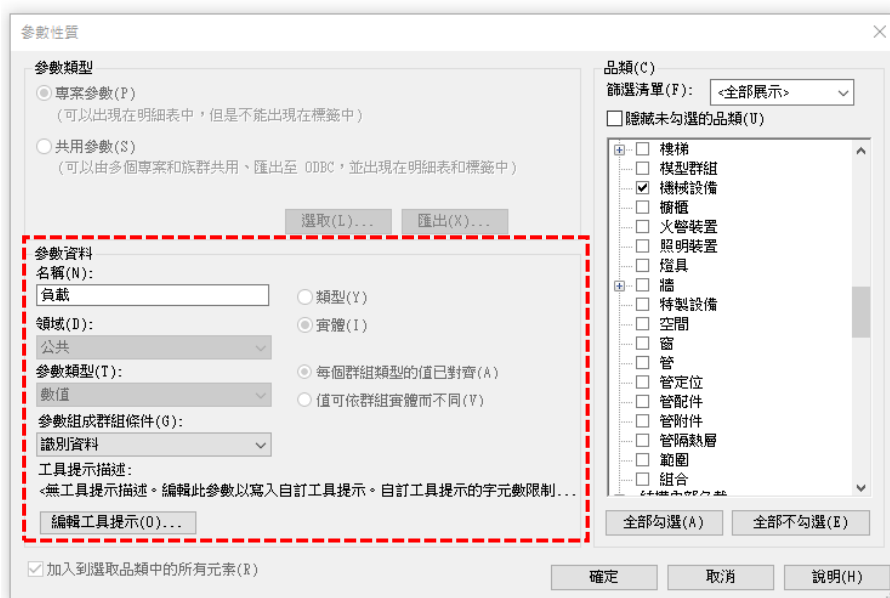 參數性質
參數類型
專案參數(P)
(可以出現在明細表中，但是不能出現在標籤中)
共用參數(S)
(可以由多個專案和族群共用、匯出至 ODBC，並出現在明細表和標籤中)
選取(L)...
匯出(X)...
參數資料
名稱(N):
負載
類型(Y)
實體(I)
領域(D):
公共
參數類型(T):
數值
每個群組類型的值已對齊(A)
值可依群組實體而不同(V)
參數組成群組條件(G):
識別資料
工具提示描述:
<無工具提示描述。編輯此參數以寫入自訂工具提示。自訂工具提示的字元數限制...
編輯工具提示(O)...
加入到選取品類中的所有元素(R)
品類(C)
篩選清單(F):
<全部展示>
隱藏未勾選的品類(U)
樓梯
模型群組
機械設備
櫥櫃
火警裝置
照明裝置
燈具
牆
特製設備
空間
窗
管
管定位
管配件
管附件
管隔熱層
範圍
組合
結構內部負載
全部勾選(A)
全部不勾選(E)
確定
取消
說明(H)